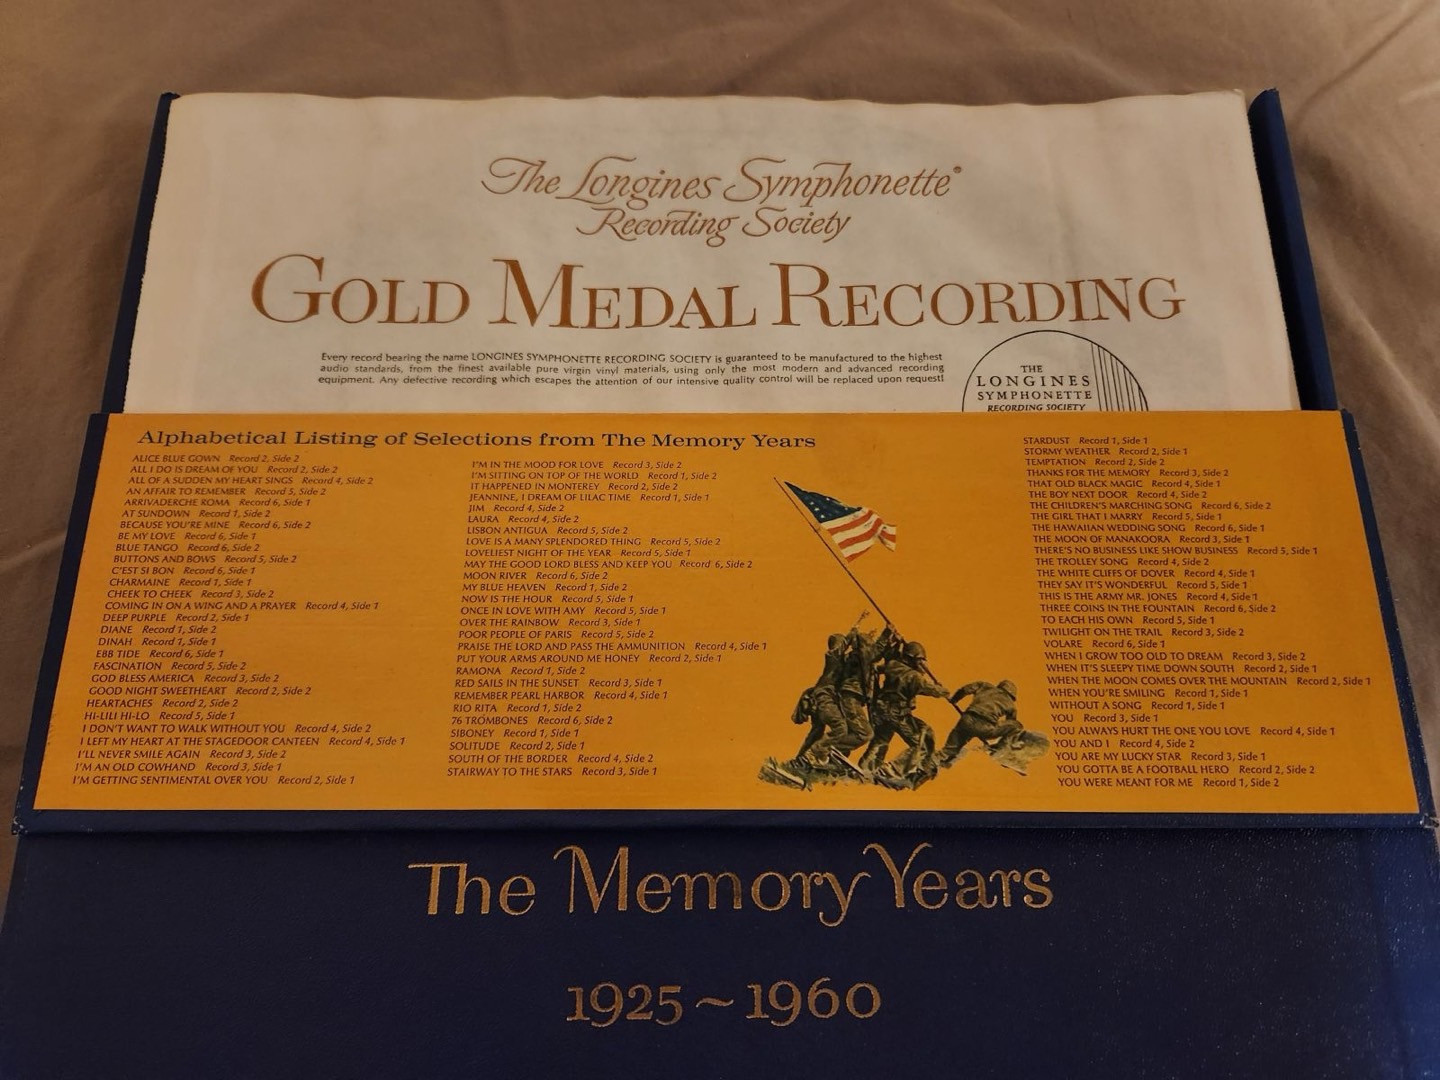 The Longines Symphonette®
Recording Society
GOLD MEDAL RECORDING
Every record bearing the name LONGINES SYMPHONETTE RECORDING SOCIETY is guaranteed to be manufactured to the highest
audio standards, from the finest available pure virgin vinyl materials, using only the most modern and advanced recording
equipment. Any defective recording which escapes the attention of our intensive quality control will be replaced upon request!
THE
LONGINES
SYMPHONETTE
RECORDING SOCIETY
Alphabetical Listing of Selections from The Memory Years
ALICE BLUE GOWN Record 2, Side 2
ALL I DO IS DREAM OF YOU Record 2, Side 2
ALL OF A SUDDEN MY HEART SINGS Record 4, Side 2
AN AFFAIR TO REMEMBER Record 5, Side 2
ARRIVADERCHE ROMA Record 6, Side 1
AT SUNDOWN Record 1, Side 2
BECAUSE YOU'RE MINE Record 6, Side 2
BE MY LOVE Record 6, Side 1
BLUE TANGO Record 6, Side 2
BUTTONS AND BOWS Record 5, Side 2
C'EST SI BON Record 6, Side 1
CHARMAINE Record 1, Side 1
CHEEK TO CHEEK Record 3, Side 2
COMING IN ON A WING AND A PRAYER Record 4, Side 1
DEEP PURPLE Record 2, Side 1
DIANE Record 1, Side 2
DINAH Record 1, Side 1
EBB TIDE Record 6, Side 1
FASCINATION Record 5, Side 2
GOD BLESS AMERICA Record 3, Side 2
GOOD NIGHT SWEETHEART Record 2, Side 2
HEARTACHES Record 2, Side 2
HI-LILI HI-LO Record 5, Side 1
I DON'T WANT TO WALK WITHOUT YOU Record 4, Side 2
I LEFT MY HEART AT THE STAGEDOOR CANTEEN Record 4, Side 1
I'LL NEVER SMILE AGAIN Record 3, Side 2
I'M AN OLD COWHAND Record 3, Side 1
I'M GETTING SENTIMENTAL OVER YOU Record 2, Side 1
I'M IN THE MOOD FOR LOVE Record 3, Side 2
I'M SITTING ON TOP OF THE WORLD Record 1, Side 2
IT HAPPENED IN MONTEREY Record 2, Side 2
JEANNINE, I DREAM OF LILAC TIME Record 1, Side 1
JIM Record 4, Side 2
LAURA Record 4, Side 2
LISBON ANTIGUA Record 5, Side 2
LOVE IS A MANY SPLENDORED THING Record 5, Side 2
LOVELIEST NIGHT OF THE YEAR Record 5, Side 1
MAY THE GOOD LORD BLESS AND KEEP YOU Record 6, Side 2
MOON RIVER Record 6, Side 2
MY BLUE HEAVEN Record 1, Side 2
NOW IS THE HOUR Record 5, Side 1
ONCE IN LOVE WITH AMY Record 5, Side 1
OVER THE RAINBOW Record 3, Side 1
POOR PEOPLE OF PARIS Record 5, Side 2
PRAISE THE LORD AND PASS THE AMMUNITION Record 4, Side 1
PUT YOUR ARMS AROUND ME HONEY Record 2, Side 1
RAMONA Record 1, Side 2
RED SAILS IN THE SUNSET Record 3, Side 1
REMEMBER PEARL HARBOR Record 4, Side 1
RIO RITA Record 1, Side 2
76 TROMBONES Record 6, Side 2
SIBONEY Record 1, Side 1
SOLITUDE Record 2, Side 1
SOUTH OF THE BORDER Record 4, Side 2
STAIRWAY TO THE STARS Record 3, Side 1
STARDUST Record 1, Side 1
STORMY WEATHER Record 2, Side 1
TEMPTATION Record 2, Side 2
THANKS FOR THE MEMORY Record 3, Side 2
THAT OLD BLACK MAGIC Record 4, Side 1
THE BOY NEXT DOOR Record 4, Side 2
THE CHILDREN'S MARCHING SONG Record 6, Side 2
THE GIRL THAT I MARRY Record 5, Side 1
THE HAWAIIAN WEDDING SONG Record 6, Side 1
THE MOON OF MANAKOORA Record 3, Side 1
THERE'S NO BUSINESS LIKE SHOW BUSINESS Record 5, Side 1
THE TROLLEY SONG Record 4, Side 2
THE WHITE CLIFFS OF DOVER Record 4, Side 1
THEY SAY IT'S WONDERFUL Record 5, Side 1
THIS IS THE ARMY MR. JONES Record 4, Side 1
THREE COINS IN THE FOUNTAIN Record 6, Side 2
TO EACH HIS OWN Record 5, Side 1
TWILIGHT ON THE TRAIL Record 3, Side 2
VOLARE Record 6, Side 1
WHEN I GROW TOO OLD TO DREAM Record 3, Side 2
WHEN IT'S SLEEPY TIME DOWN SOUTH Record 2, Side 1
WHEN THE MOON COMES OVER THE MOUNTAIN Record 2, Side 1
WHEN YOU'RE SMILING Record 1, Side 1
WITHOUT A SONG Record 1, Side 1
YOU Record 3, Side 1
YOU ALWAYS HURT THE ONE YOU LOVE Record 4, Side 1
YOU AND I Record 4, Side 2
YOU ARE MY LUCKY STAR Record 3, Side 1
YOU GOTTA BE A FOOTBALL HERO Record 2, Side 2
YOU WERE MEANT FOR ME Record 1, Side 2
The Memory Years
1925~1960